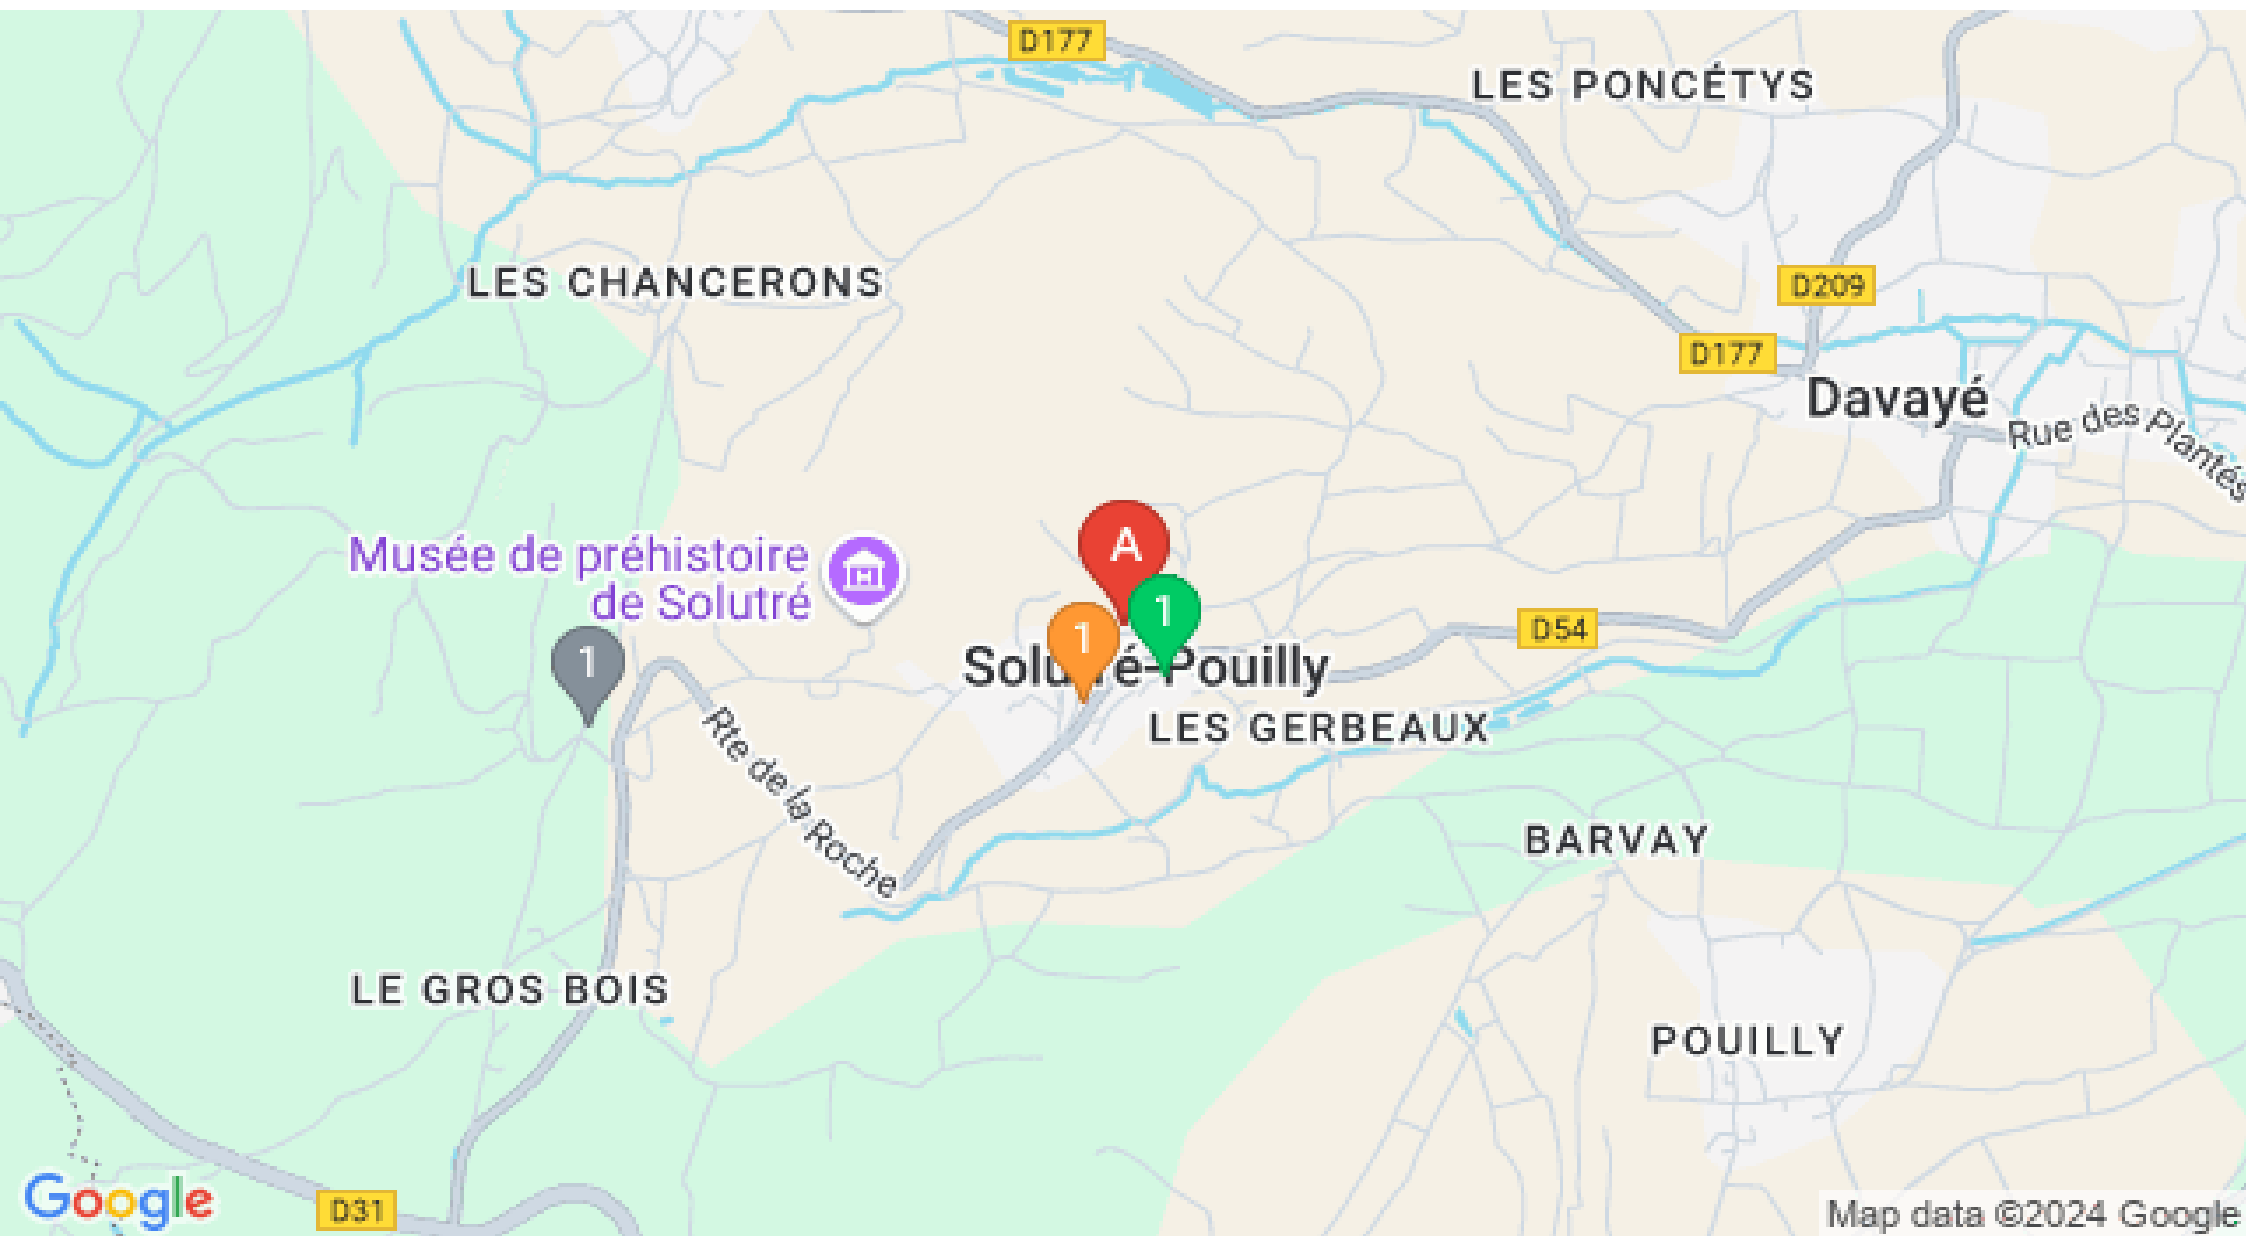 D177
LES PONCÉTYS
LES CHANCERONS
D209
D177
Davayé
Rue des Plantés
A
Musée de préhistoire
de Solutré
1
1
1
D54
Solutré-Pouilly
LES GERBEAUX
Rte de la Roche
BARVAY
LE GROS BOIS
POUILLY
Google
D31
Map data ©2024 Google